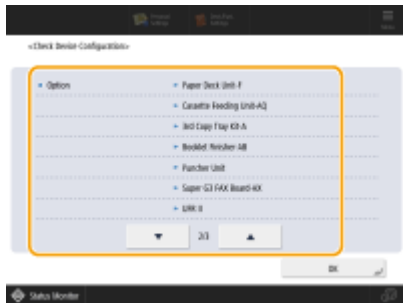 <Check Device Configuration>
Option
Paper Deck Unit-F
Cassette Feeding Unit-AQ
3rd Copy Tray Kit-A
Booklet Finisher-AB
Puncher Unit
Super G3 FAX Board-AX
UFR II
2/3
OK
Status Monitor